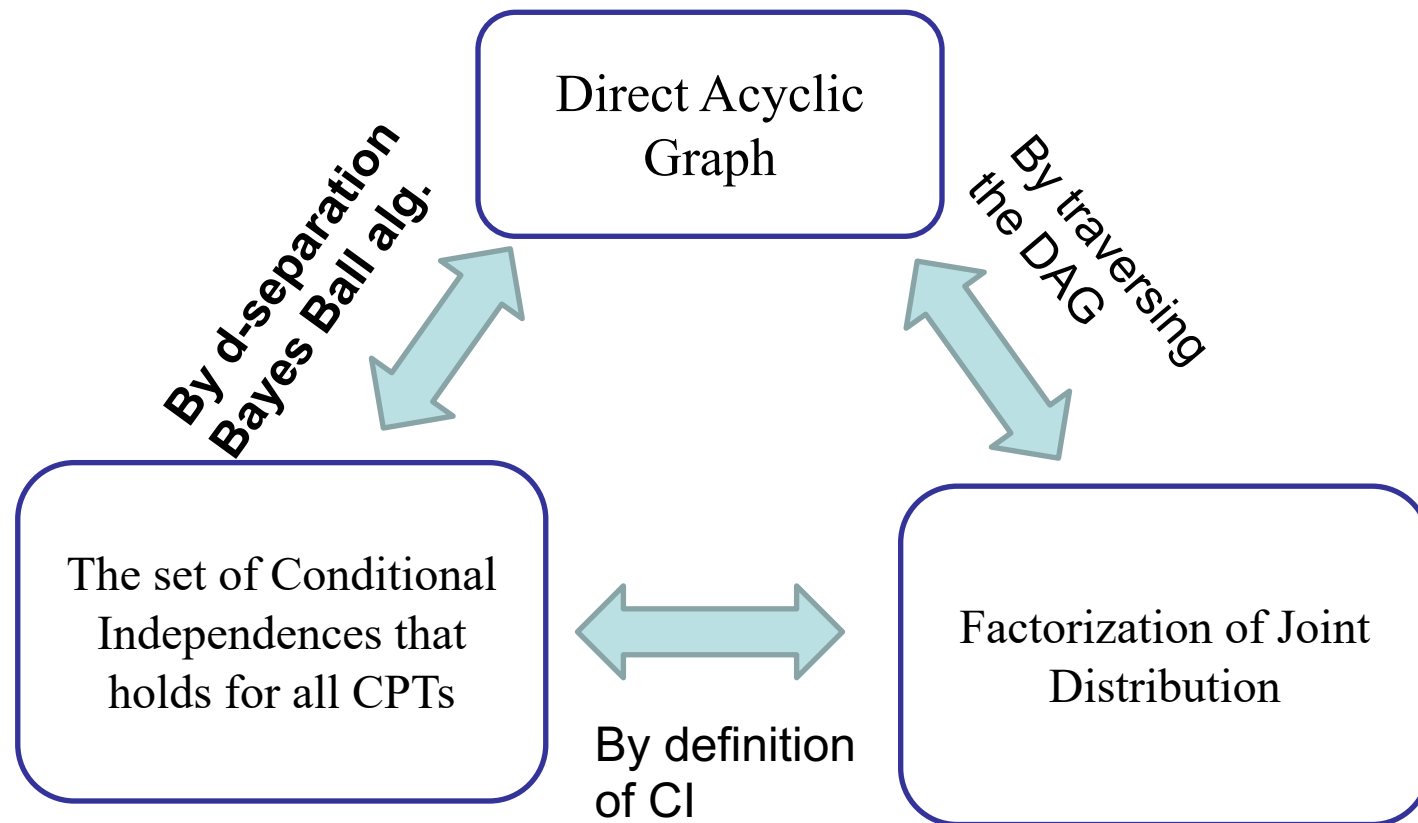 Direct Acyclic
Graph
By d-separation
Bayes Ball alg.
By traversing
the DAG
The set of Conditional
Independences that
holds for all CPTs
Factorization of Joint
Distribution
By definition
of CI